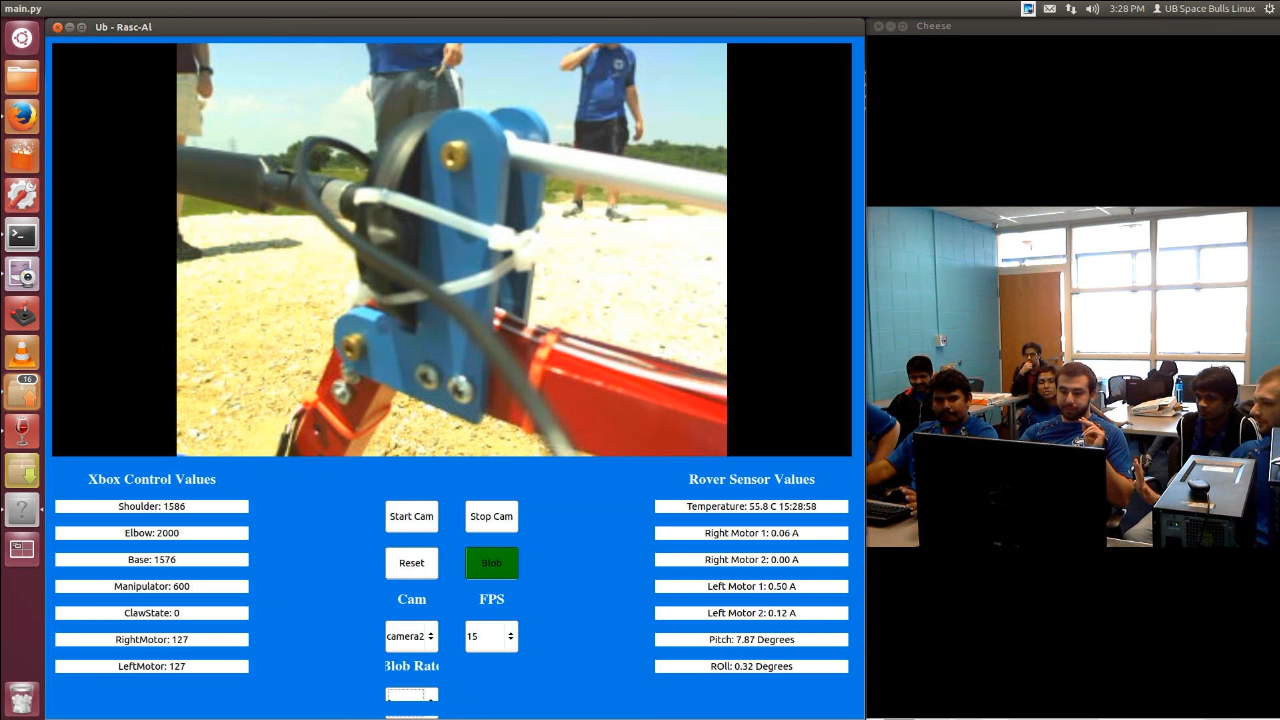 main.py
3:28 PM
UB Space Bulls Linux
Ub - Rasc-Al
Cheese
16
Xbox Control Values
Shoulder: 1586
Elbow: 2000
Base: 1576
Manipulator: 600
ClawState: 0
RightMotor: 127
LeftMotor: 127
Start Cam
Stop Cam
Reset
Blob
Cam
FPS
camera2
15
Blob Rate
Rover Sensor Values
Temperature: 55.8 C 15:28:58
Right Motor 1: 0.06 A
Right Motor 2: 0.00 A
Left Motor 1: 0.50 A
Left Motor 2: 0.12 A
Pitch: 7.87 Degrees
ROll: 0.32 Degrees